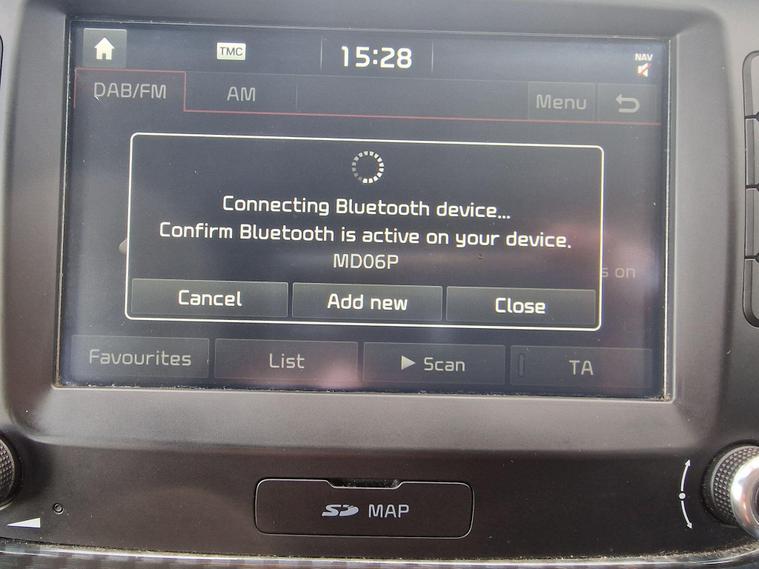 TMC
15:28
NAV
DAB/FM
AM
Menu
Connecting Bluetooth device...
Confirm Bluetooth is active on your device.
MD06P
s on
Cancel
Add new
Close
Favourites
List
Scan
TA
SD MAP